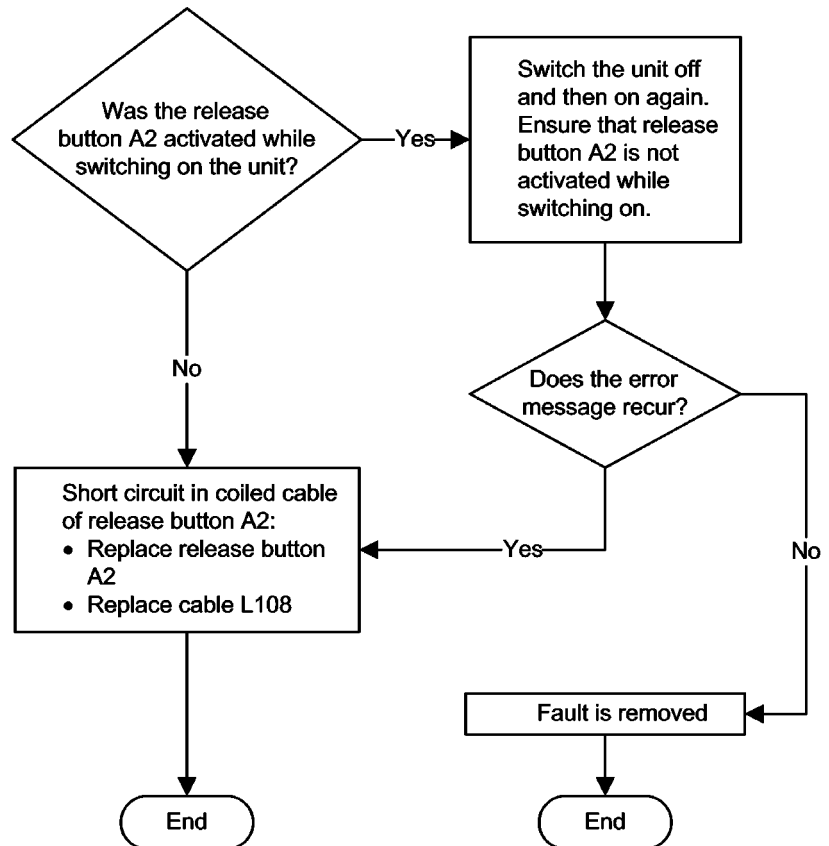 Was the release
button A2 activated while
switching on the unit?
Yes
Switch the unit off
and then on again.
Ensure that release
button A2 is not
activated while
switching on.
No
Does the error
message recur?
Short circuit in coiled cable
of release button A2:
• Replace release button
A2
• Replace cable L108
Yes
No
Fault is removed
End
End